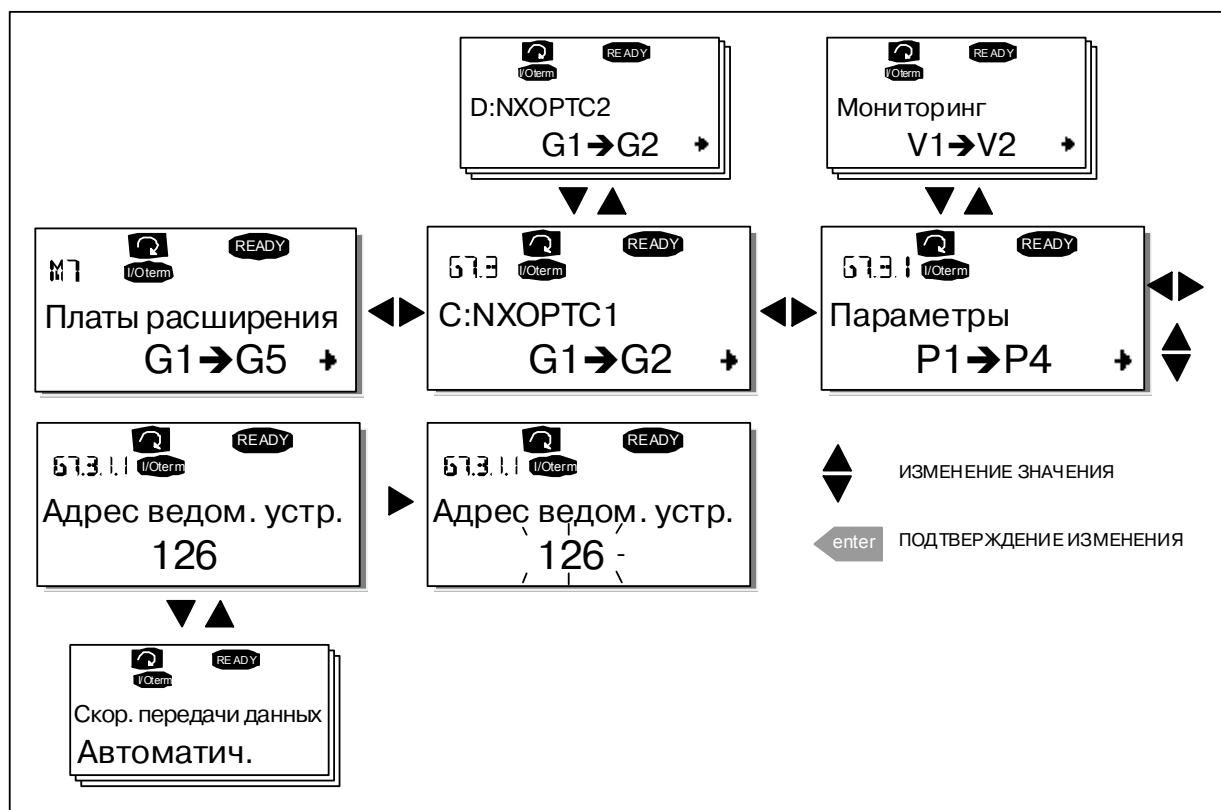 READY
I/Oterm
D:NXOPTC2
G1➔G2
READY
I/Oterm
Мониторинг
V1➔V2
READY
M7 I/Oterm
Платы расширения
G1➔G5
READY
G7.3 I/Oterm
C:NXOPTC1
G1➔G2
READY
G7.3.1 I/Oterm
Параметры
P1➔P4
READY
G7.3.1.1 I/Oterm
Адрес ведом. устр.
126
READY
G7.3.1.1 I/Oterm
Адрес ведом. устр.
126
ИЗМЕНЕНИЕ ЗНАЧЕНИЯ
enter ПОДТВЕРЖДЕНИЕ ИЗМЕНЕНИЯ
READY
I/Oterm
Скор. передачи данных
Автоматич.